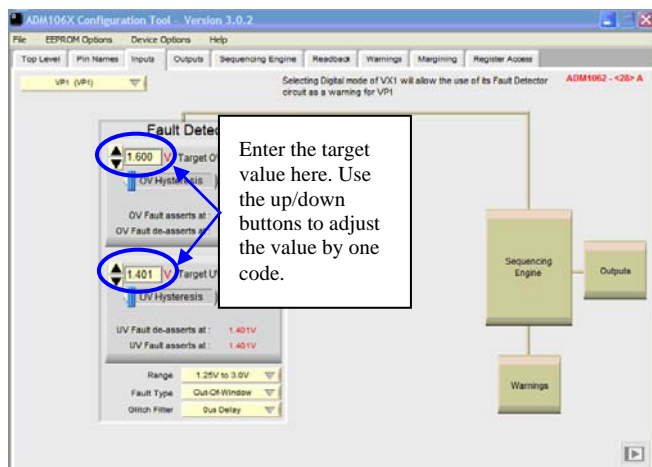 ADM106X Configuration Tool - Version 3.0.2
File EEPROM Options Device Options Help
Top Level Pin Names Inputs Outputs Sequencing Engine Readback Warnings Margining Register Access
VP1 (VP1)
Selecting Digital mode of VX1 will allow the use of its Fault Detector
circuit as a warning for VP1
ADM1062 - <28> A
Fault Detec
1.600 V Target O
OV Hysteresis
OV Fault asserts at :
OV Fault de-asserts at :
Enter the target
value here. Use
the up/down
buttons to adjust
the value by one
code.
1.401 V Target U
UV Hysteresis
UV Fault de-asserts at : 1.401V
UV Fault asserts at : 1.401V
Range 1.25V to 3.0V
Fault Type Out-Of-Window
Glitch Filter 0us Delay
Sequencing
Engine
Outputs
Warnings